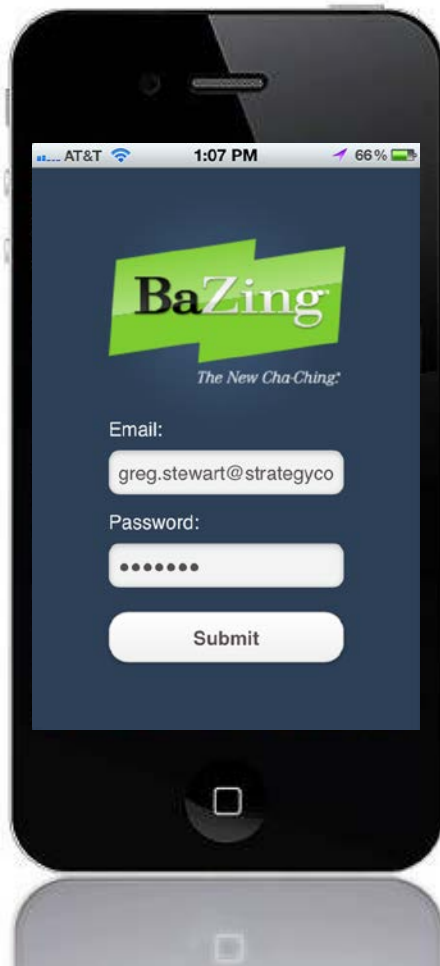 AT&T 1:07 PM 66%
BaZing
The New Cha-Ching.®
Email:
greg.stewart@strategyco
Password:
•••••••
Submit